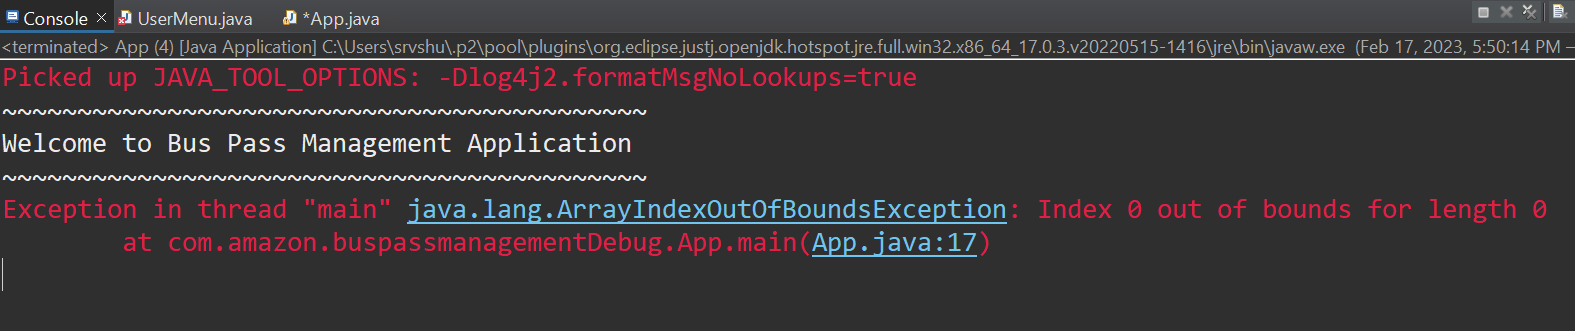 Console UserMenu.java *App.java
<terminated> App (4) [Java Application] C:\Users\srvshu\.p2\pool\plugins\org.eclipse.justj.openjdk.hotspot.jre.full.win32.x86_64_17.0.3.v20220515-1416\jre\bin\javaw.exe (Feb 17, 2023, 5:50:14 PM –
Picked up JAVA_TOOL_OPTIONS: -Dlog4j2.formatMsgNoLookups=true
~~~~~~~~~~~~~~~~~~~~~~~~~~~~~~~~~~~~~~~~~~~
Welcome to Bus Pass Management Application
~~~~~~~~~~~~~~~~~~~~~~~~~~~~~~~~~~~~~~~~~~~
Exception in thread "main" java.lang.ArrayIndexOutOfBoundsException: Index 0 out of bounds for length 0
at com.amazon.buspassmanagementDebug.App.main(App.java:17)